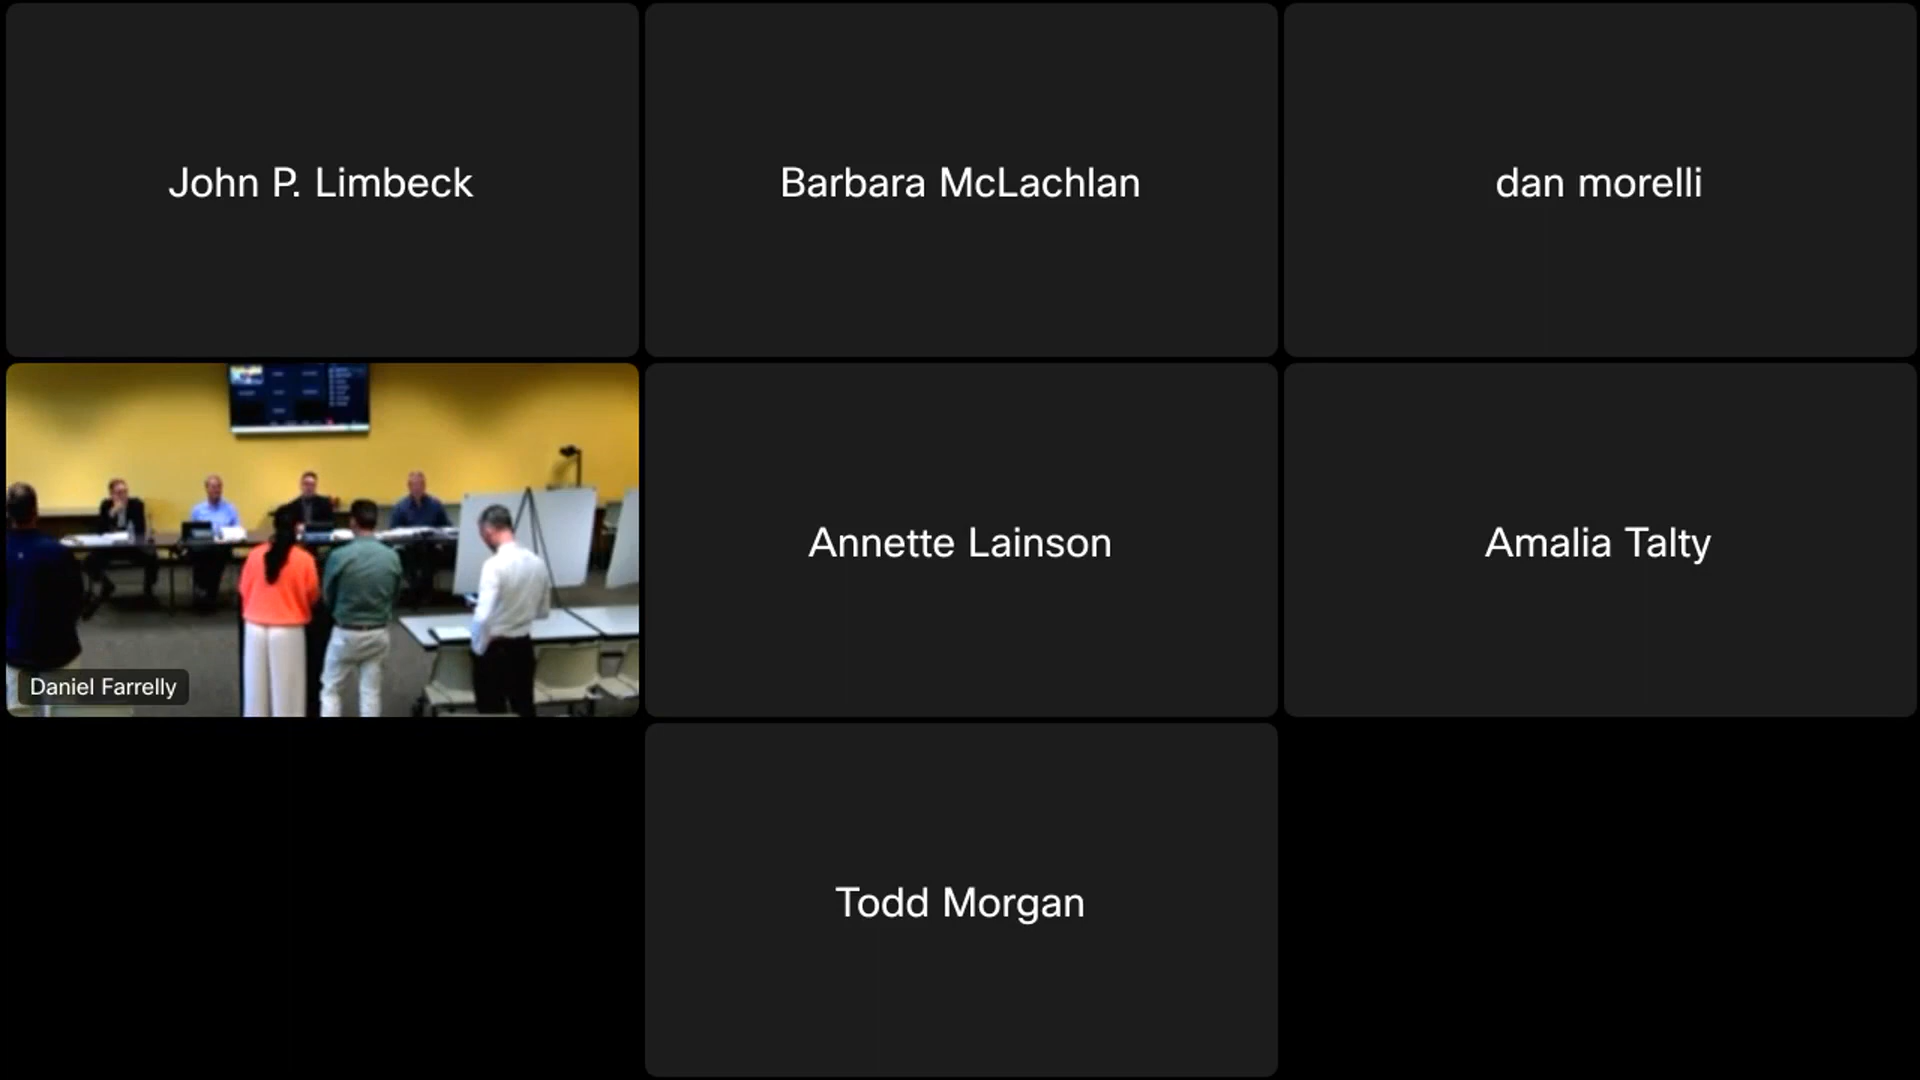 John P. Limbeck
Barbara McLachlan
dan morelli
Daniel Farrelly
Annette Lainson
Amalia Talty
Todd Morgan